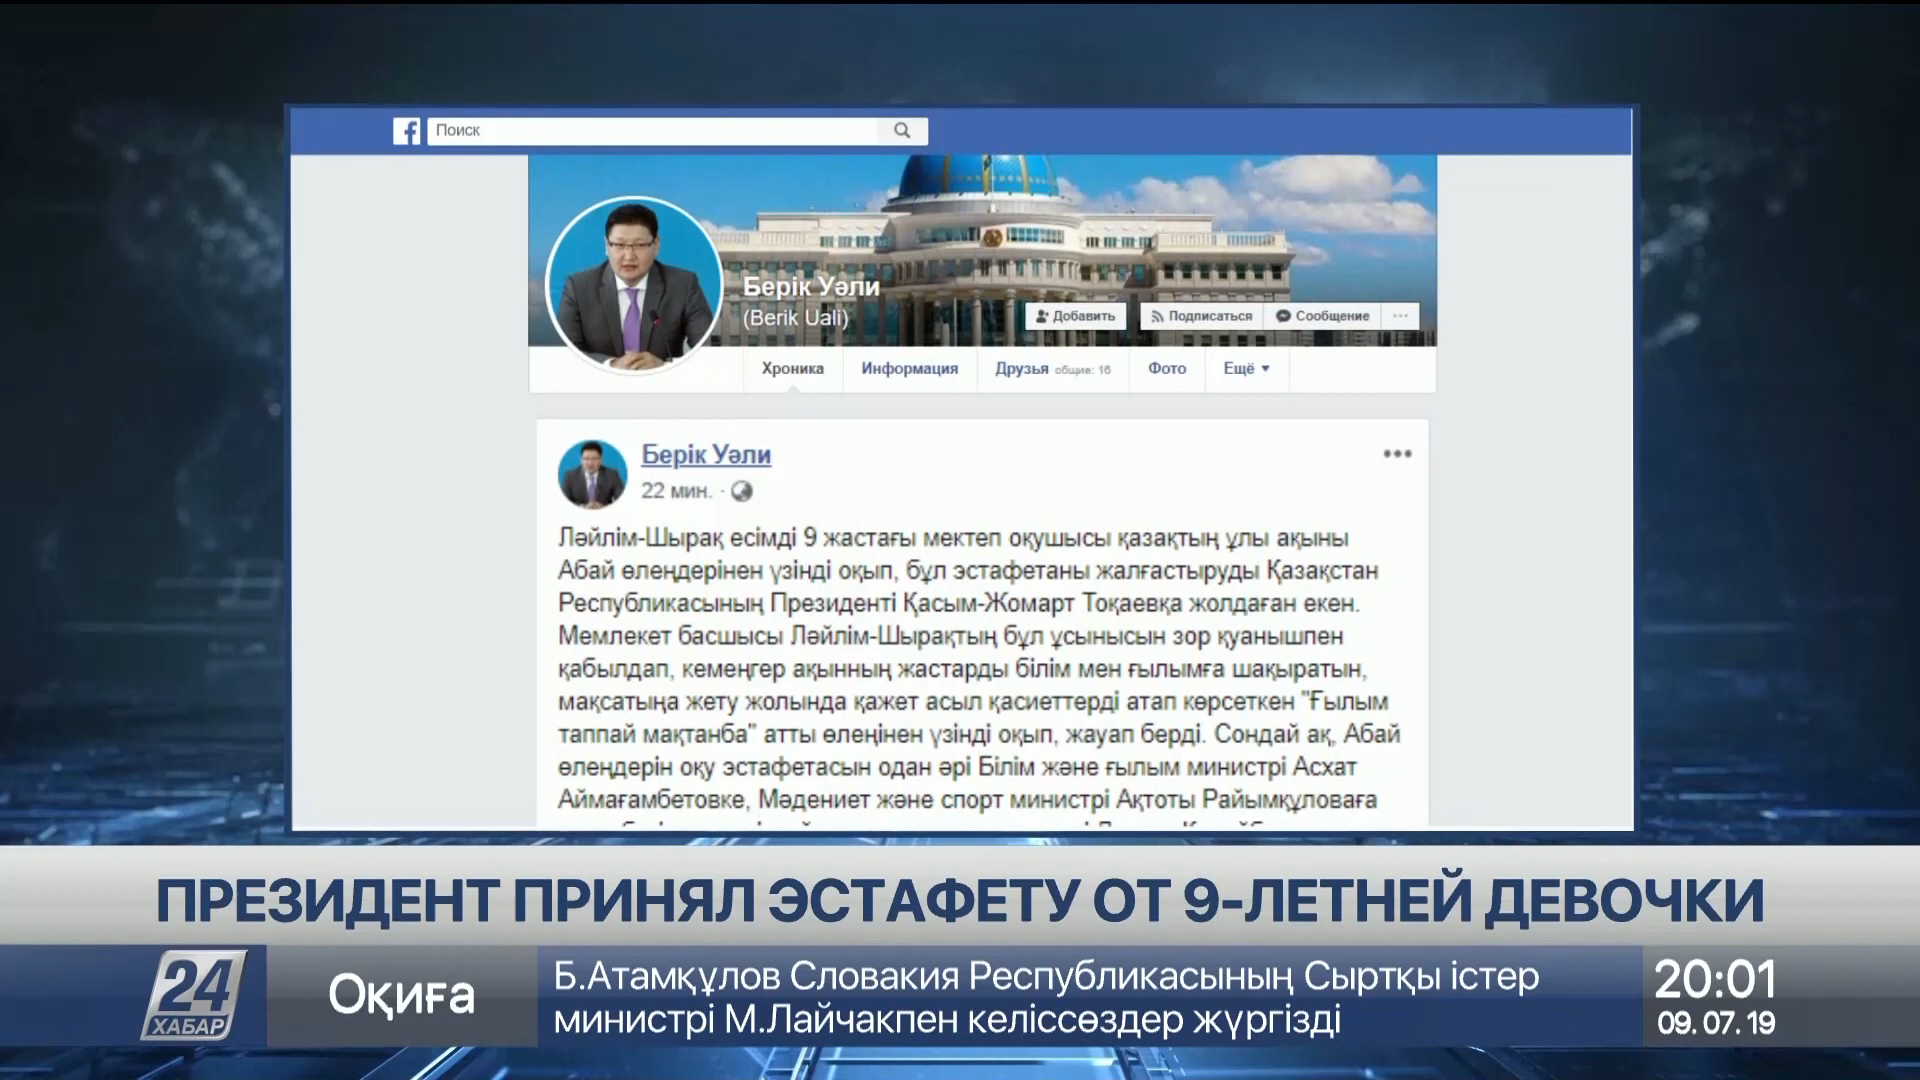 Поиск
Берік Уәли
(Berik Uali)
Добавить
Подписаться
Сообщение
Хроника
Информация
Друзья общие: 16
Фото
Ещё
Берік Уәли
22 мин.
Ләйлім-Шырақ есімді 9 жастағы мектеп оқушысы қазақтың ұлы ақыны
Абай өлеңдерінен үзінді оқып, бұл эстафетаны жалғастыруды Қазақстан
Республикасының Президенті Қасым-Жомарт Тоқаевқа жолдаған екен.
Мемлекет басшысы Ләйлім-Шырақтың бұл ұсынысын зор қуанышпен
қабылдап, кемеңгер ақынның жастарды білім мен ғылымға шақыратын,
мақсатыңа жету жолында қажет асыл қасиеттерді атап көрсеткен "Ғылым
таппай мақтанба" атты өлеңінен үзінді оқып, жауап берді. Сондай ақ, Абай
өлеңдерін оқу эстафетасын одан әрі Білім және ғылым министрі Асхат
Аймағамбетовке, Мәдениет және спорт министрі Ақтоты Райымқұловаға
ПРЕЗИДЕНТ ПРИНЯЛ ЭСТАФЕТУ ОТ 9-ЛЕТНЕЙ ДЕВОЧКИ
24
ХАБАР
Оқиға
Б.Атамқұлов Словакия Республикасының Сыртқы істер
министрі М.Лайчакпен келіссөздер жүргізді
20:01
09. 07. 19